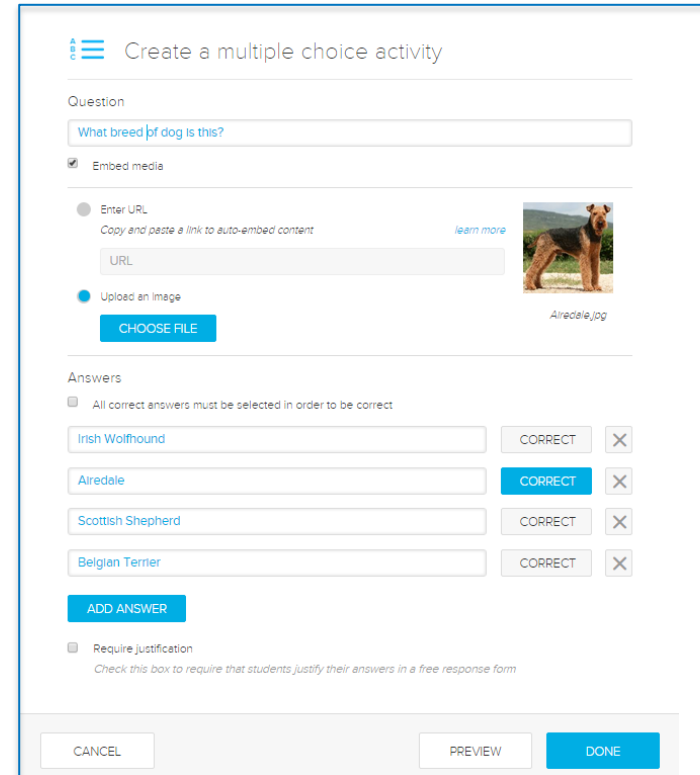 A
B
C
Create a multiple choice activity
Question
What breed of dog is this?
Embed media
Enter URL
Copy and paste a link to auto-embed content learn more
URL
Upload an image
CHOOSE FILE
Airedale.jpg
Answers
All correct answers must be selected in order to be correct
Irish Wolfhound CORRECT
Airedale CORRECT
Scottish Shepherd CORRECT
Belgian Terrier CORRECT
ADD ANSWER
Require justification
Check this box to require that students justify their answers in a free response form
CANCEL PREVIEW DONE